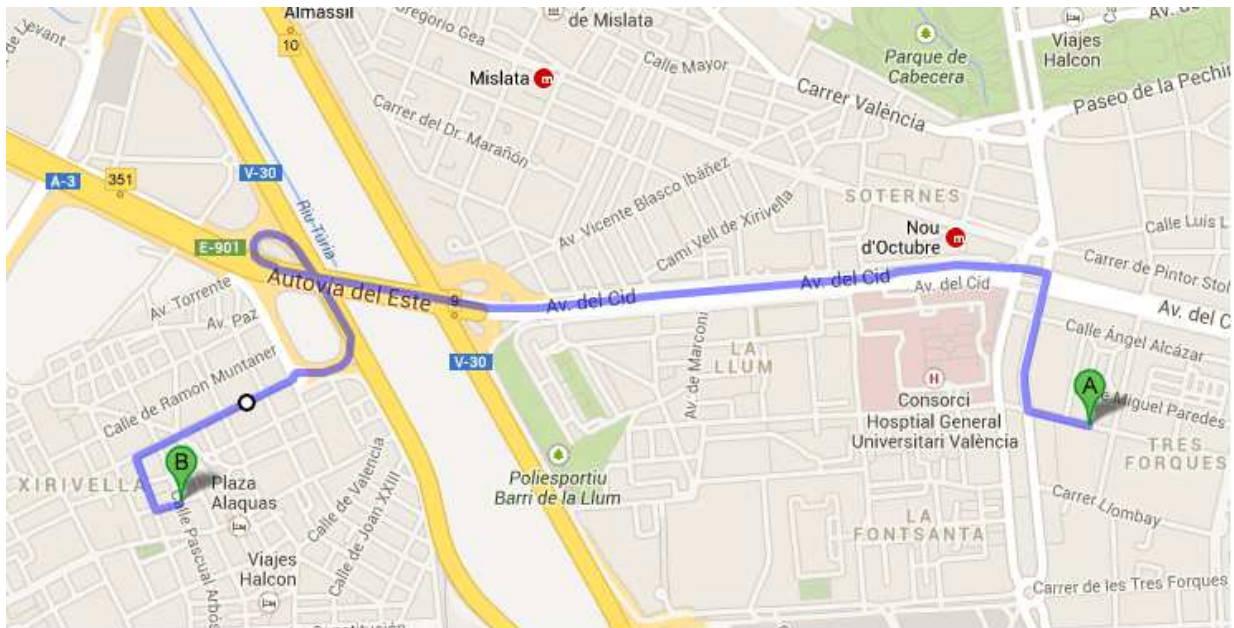 Almassil
Gregorio Gea
de Mislata
Viajes
Halcon
10
Parque de
Cabecera
Calle Mayor
Mislata
m
Carrer València
Paseo de la Pechin
de Levant
Carrer del Dr. Marañón
A-3
351
V-30
Riu Túria
Av. Vicente Blasco Ibáñez
Camí Vell de Xirivella
SOTERNES
Nou
d'Octubre
m
Calle Luis L
Carrer de Pintor Stol
E-901
Autovía del Este
9
Av. del Cid
Av. del Cid
Av. del Cid
Av. del C
Av. Torrente
Av. Paz
V-30
Av. de Marconi
LA
LLUM
Calle Ángel Alcázar
Calle de Ramon Muntaner
H
Consorci
Hosptial General
Universitari València
A
Miguel Paredes
TRES
FORQUES
B
XIRIVELLA
Plaza
Alaquas
Calle de Valencia
Calle de Joan XXIII
Poliesportiu
Barri de la Llum
Carrer Llombay
LA
FONTSANTA
Calle Pascual Arbós
Viajes
Halcon
Carrer de les Tres Forques